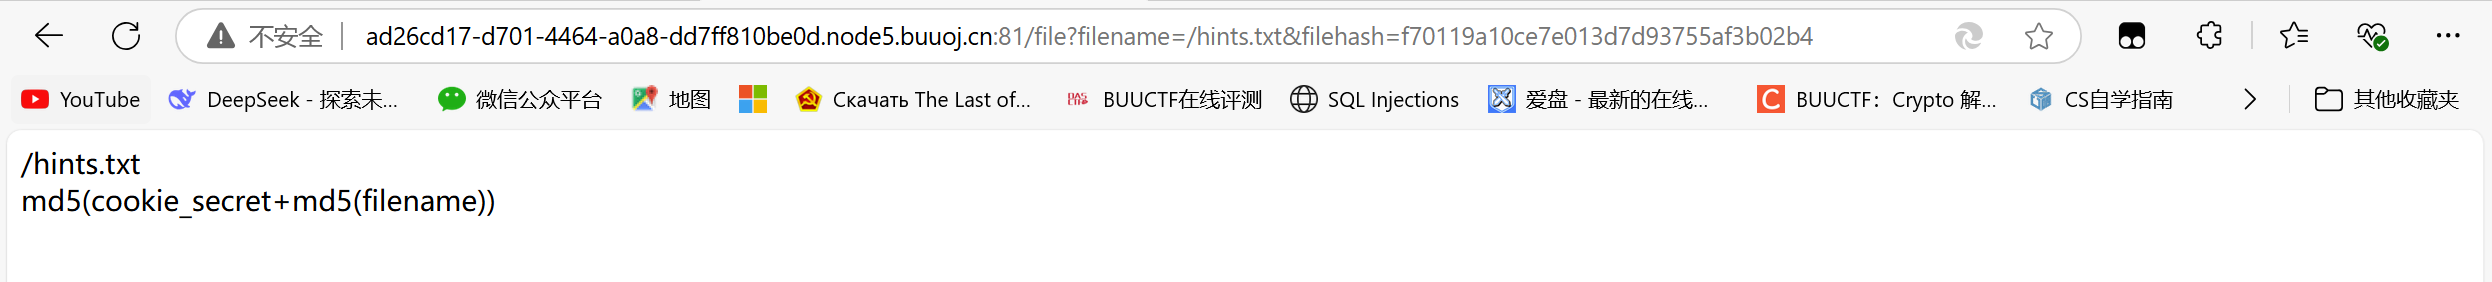 不安全 ad26cd17-d701-4464-a0a8-dd7ff810be0d.node5.buuoj.cn:81/file?filename=/hints.txt&filehash=f70119a10ce7e013d7d93755af3b02b4
YouTube DeepSeek - 探索未... 微信公众平台 地图 Скачать The Last of... BUUCTF在线评测 SQL Injections 爱盘 - 最新的在线... BUUCTF：Crypto 解... CS自学指南 其他收藏夹
/hints.txt
md5(cookie_secret+md5(filename))